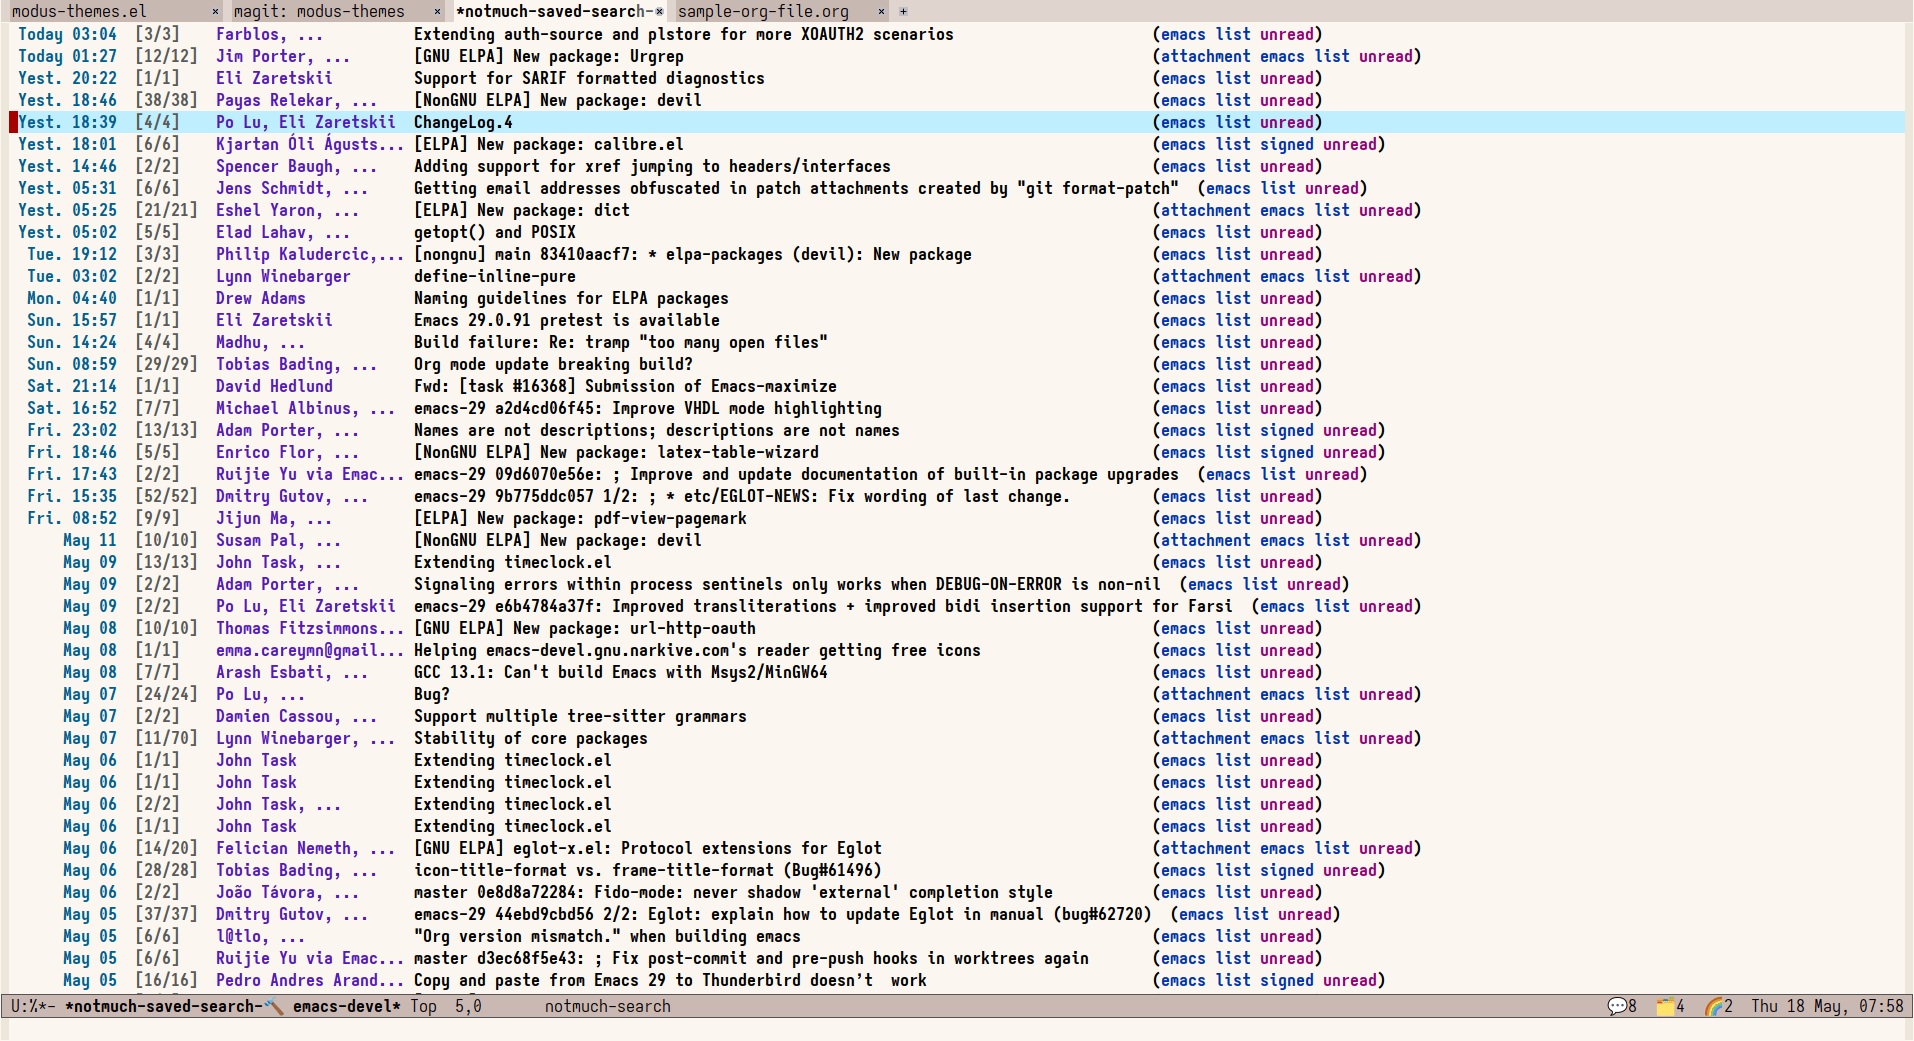 modus-themes.el × magit: modus-themes × *notmuch-saved-search- × sample-org-file.org × +
Today 03:04 [3/3] Farblos, ... Extending auth-source and plstore for more XOAUTH2 scenarios (emacs list unread)
Today 01:27 [12/12] Jim Porter, ... [GNU ELPA] New package: Urgrep (attachment emacs list unread)
Yest. 20:22 [1/1] Eli Zaretskii Support for SARIF formatted diagnostics (emacs list unread)
Yest. 18:46 [38/38] Payas Relekar, ... [NonGNU ELPA] New package: devil (emacs list unread)
Yest. 18:39 [4/4] Po Lu, Eli Zaretskii ChangeLog.4 (emacs list unread)
Yest. 18:01 [6/6] Kjartan Óli Ágústs... [ELPA] New package: calibre.el (emacs list signed unread)
Yest. 14:46 [2/2] Spencer Baugh, ... Adding support for xref jumping to headers/interfaces (emacs list unread)
Yest. 05:31 [6/6] Jens Schmidt, ... Getting email addresses obfuscated in patch attachments created by "git format-patch" (emacs list unread)
Yest. 05:25 [21/21] Eshel Yaron, ... [ELPA] New package: dict (attachment emacs list unread)
Yest. 05:02 [5/5] Elad Lahav, ... getopt() and POSIX (emacs list unread)
Tue. 19:12 [3/3] Philip Kaludercic,... [nongnu] main 83410aacf7: * elpa-packages (devil): New package (emacs list unread)
Tue. 03:02 [2/2] Lynn Winebarger define-inline-pure (attachment emacs list unread)
Mon. 04:40 [1/1] Drew Adams Naming guidelines for ELPA packages (emacs list unread)
Sun. 15:57 [1/1] Eli Zaretskii Emacs 29.0.91 pretest is available (emacs list unread)
Sun. 14:24 [4/4] Madhu, ... Build failure: Re: tramp "too many open files" (emacs list unread)
Sun. 08:59 [29/29] Tobias Bading, ... Org mode update breaking build? (emacs list unread)
Sat. 21:14 [1/1] David Hedlund Fwd: [task #16368] Submission of Emacs-maximize (emacs list unread)
Sat. 16:52 [7/7] Michael Albinus, ... emacs-29 a2d4cd06f45: Improve VHDL mode highlighting (emacs list unread)
Fri. 23:02 [13/13] Adam Porter, ... Names are not descriptions; descriptions are not names (emacs list signed unread)
Fri. 18:46 [5/5] Enrico Flor, ... [NonGNU ELPA] New package: latex-table-wizard (emacs list signed unread)
Fri. 17:43 [2/2] Ruijie Yu via Emac... emacs-29 09d6070e56e: ; Improve and update documentation of built-in package upgrades (emacs list unread)
Fri. 15:35 [52/52] Dmitry Gutov, ... emacs-29 9b775ddc057 1/2: ; * etc/EGLOT-NEWS: Fix wording of last change. (emacs list unread)
Fri. 08:52 [9/9] Jijun Ma, ... [ELPA] New package: pdf-view-pagemark (emacs list unread)
May 11 [10/10] Susam Pal, ... [NonGNU ELPA] New package: devil (attachment emacs list unread)
May 09 [13/13] John Task, ... Extending timeclock.el (emacs list unread)
May 09 [2/2] Adam Porter, ... Signaling errors within process sentinels only works when DEBUG-ON-ERROR is non-nil (emacs list unread)
May 09 [2/2] Po Lu, Eli Zaretskii emacs-29 e6b4784a37f: Improved transliterations + improved bidi insertion support for Farsi (emacs list unread)
May 08 [10/10] Thomas Fitzsimmons... [GNU ELPA] New package: url-http-oauth (emacs list unread)
May 08 [1/1] emma.careymn@gmail... Helping emacs-devel.gnu.narkive.com's reader getting free icons (emacs list unread)
May 08 [7/7] Arash Esbati, ... GCC 13.1: Can't build Emacs with Msys2/MinGW64 (emacs list unread)
May 07 [24/24] Po Lu, ... Bug? (attachment emacs list unread)
May 07 [2/2] Damien Cassou, ... Support multiple tree-sitter grammars (emacs list unread)
May 07 [11/70] Lynn Winebarger, ... Stability of core packages (attachment emacs list unread)
May 06 [1/1] John Task Extending timeclock.el (emacs list unread)
May 06 [1/1] John Task Extending timeclock.el (emacs list unread)
May 06 [2/2] John Task, ... Extending timeclock.el (emacs list unread)
May 06 [1/1] John Task Extending timeclock.el (emacs list unread)
May 06 [14/20] Felician Nemeth, ... [GNU ELPA] eglot-x.el: Protocol extensions for Eglot (attachment emacs list unread)
May 06 [28/28] Tobias Bading, ... icon-title-format vs. frame-title-format (Bug#61496) (emacs list signed unread)
May 06 [2/2] João Távora, ... master 0e8d8a72284: Fido-mode: never shadow 'external' completion style (emacs list unread)
May 05 [37/37] Dmitry Gutov, ... emacs-29 44ebd9cbd56 2/2: Eglot: explain how to update Eglot in manual (bug#62720) (emacs list unread)
May 05 [6/6] l@tlo, ... "Org version mismatch." when building emacs (emacs list unread)
May 05 [6/6] Ruijie Yu via Emac... master d3ec68f5e43: ; Fix post-commit and pre-push hooks in worktrees again (emacs list unread)
May 05 [16/16] Pedro Andres Arand... Copy and paste from Emacs 29 to Thunderbird doesn’t work (emacs list signed unread)
U:%*- *notmuch-saved-search-🔨 emacs-devel* Top 5,0 notmuch-search 💬8 🗂️4 🌈2 Thu 18 May, 07:58